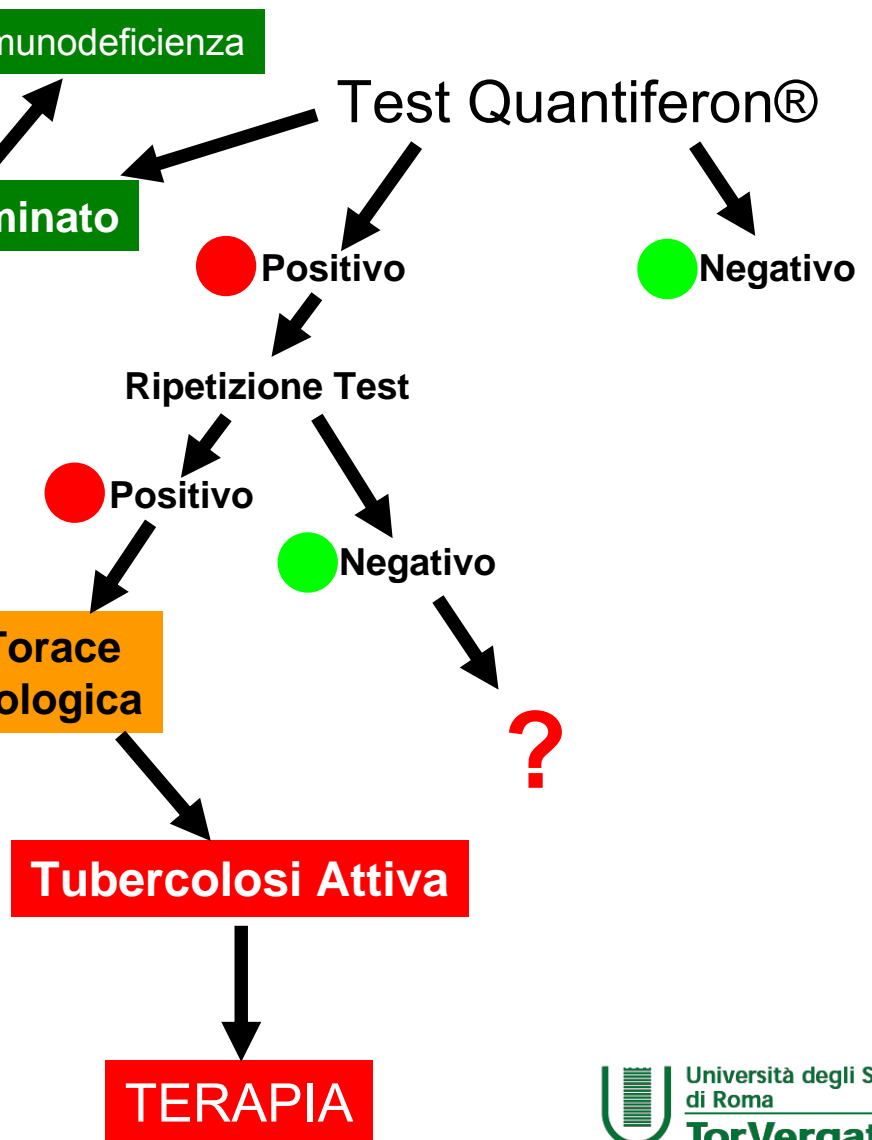 munodeficienza
Test Quantiferon®
minato
Positivo
Negativo
Ripetizione Test
Positivo
Negativo
Torace
ologica
?
Tubercolosi Attiva
TERAPIA
Università degli S
di Roma
TorVergat